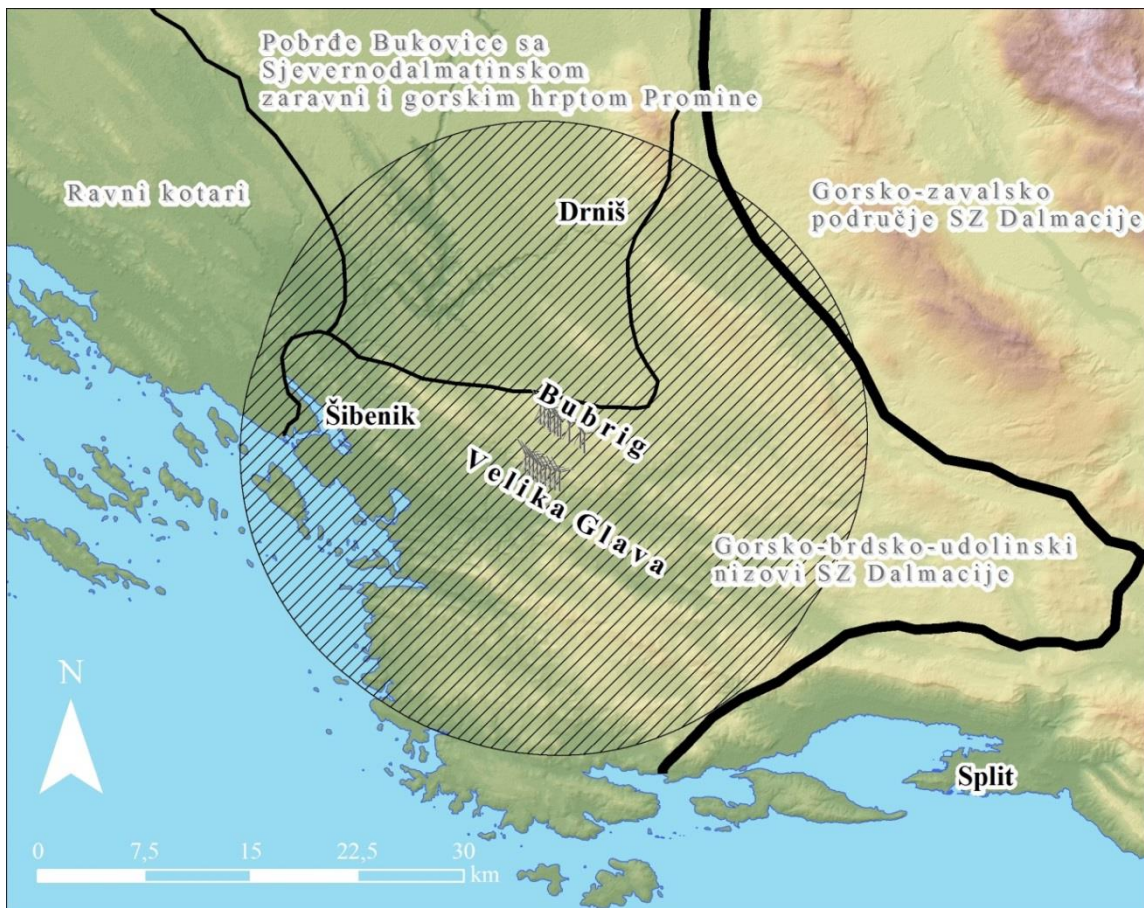 Pobrđe Bukovice sa
Sjevernodalmatinskom
zaravni i gorskim hrptom Promine
Ravni kotari
Drniš
Gorsko-zavalsko
područje SZ Dalmacije
Šibenik
Bubrig
Velika Glava
Gorsko-brdsko-udolinski
nizovi SZ Dalmacije
N
Split
0 7,5 15 22,5 30
km